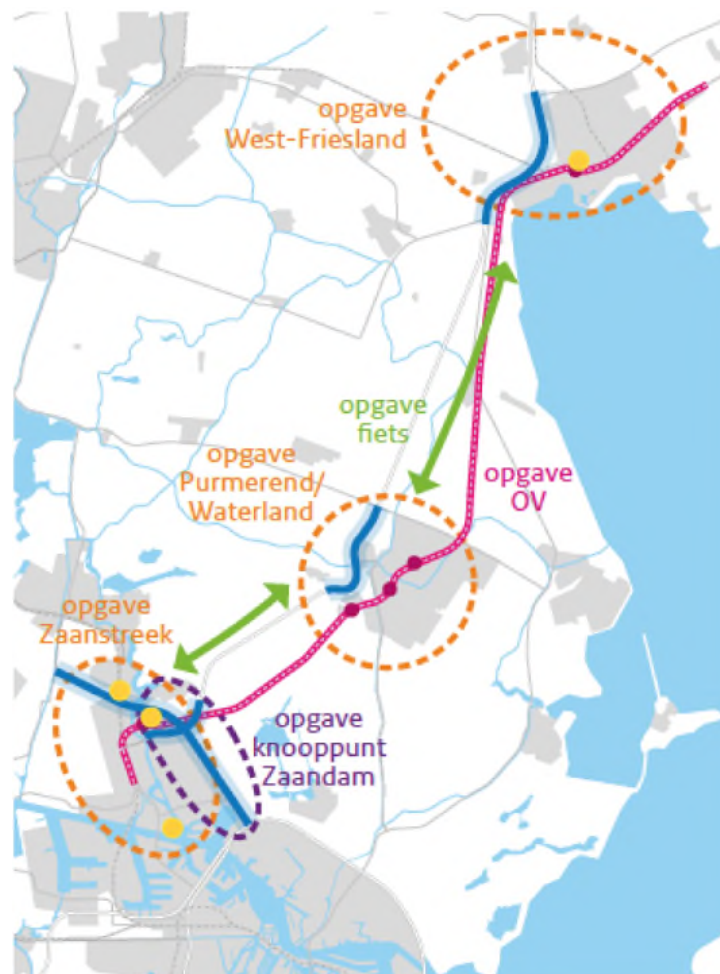 opgave
West-Friesland
opgave
fiets
opgave
Purmerend/
Waterland
opgave
OV
opgave
Zaanstreek
opgave
knooppunt
Zaandam